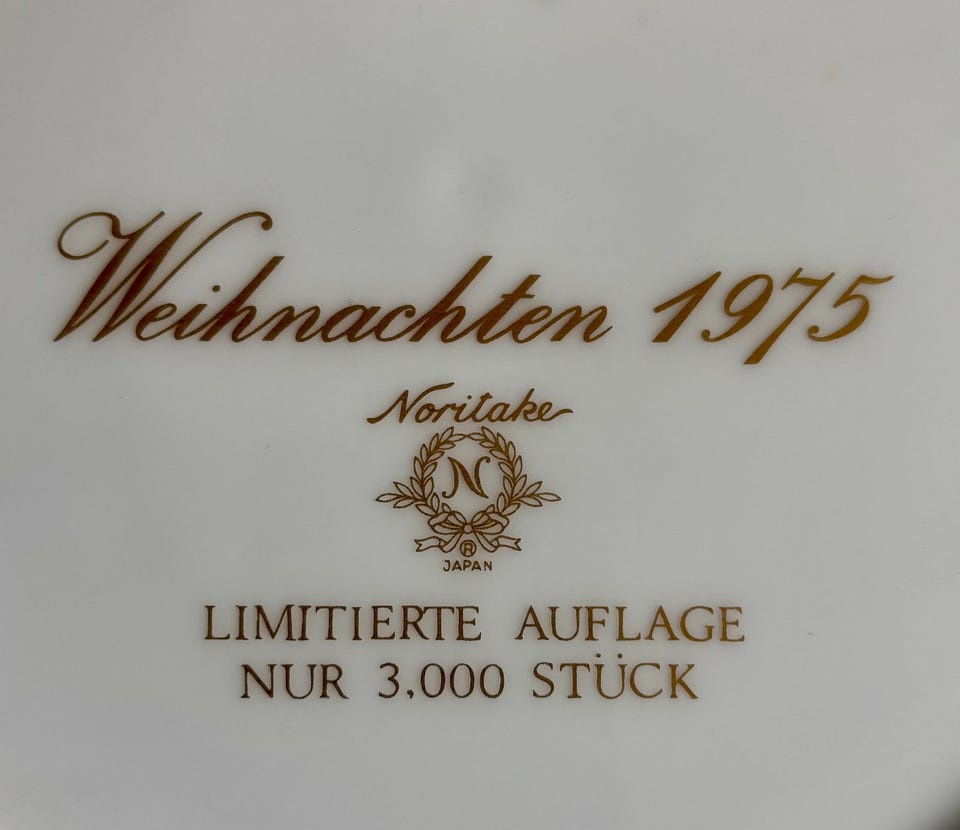 Weihnachten 1975
Noritake
N
®
JAPAN
LIMITIERTE AUFLAGE
NUR 3,000 STÜCK